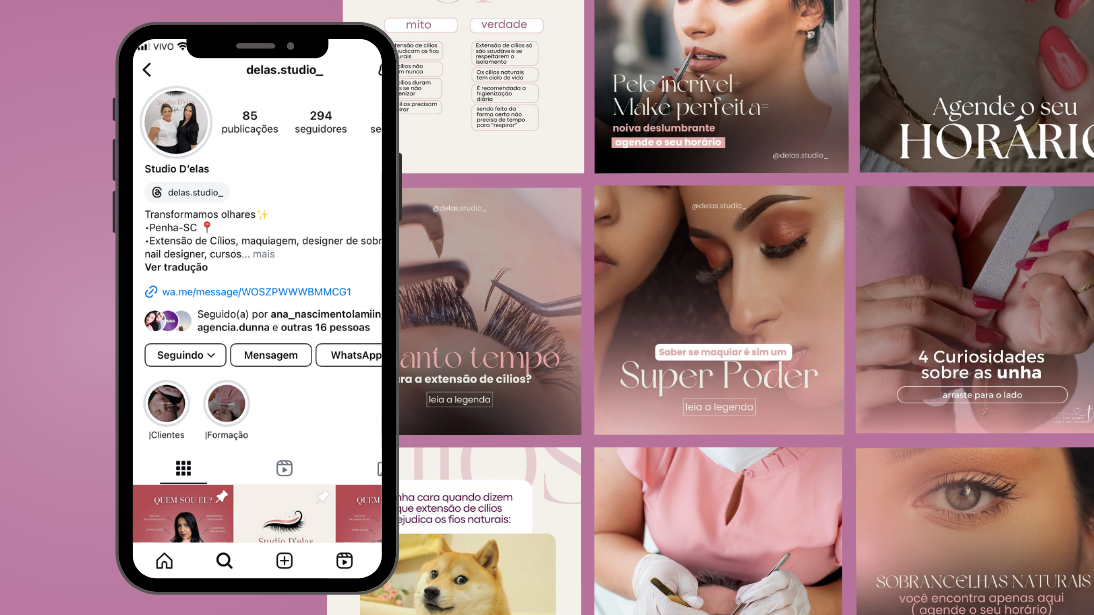 VIVO
delas.studio_
85
publicações
294
seguidores
Studio D'elas
delas.studio_
Transformamos olhares✨
•Penha-SC 📍
•Extensão de Cílios, maquiagem, designer de sobr
nail designer, cursos... mais
Ver tradução
wa.me/message/WOSZPWWWBMMCG1
Seguido(a) por ana_nascimentolamiin
agencia.dunna e outras 16 pessoas
Seguindo
Mensagem
WhatsApp
|Clientes
|Formação
QUEM SOU EU?
Studio D'elas
QUEM
mito
verdade
Extensão de cílios só
são saudáveis se
respeitarem o
isolamento
Os cílios naturais
tem ciclo de vida
É recomendado a
higienização
diária
sendo feito da
forma certa não
precisa de tempo
para "respirar"
Pele incrível+
Make perfeita=
noiva deslumbrante
agende o seu horário
@delas.studio_
Agende o seu
HORÁRIO
@delas.studio_
anto tempo
ra a extensão de cílios?
leia a legenda
@delas.studio_
Saber se maquiar é sim um
Super Poder
leia a legenda
4 Curiosidades
sobre as unha
arraste para o lado
nha cara quando dizem
que extensão de cílios
ejudica os fios naturais:
SOBRANCELHAS NATURAIS
você encontra apenas aqui
( agende o seu horário)